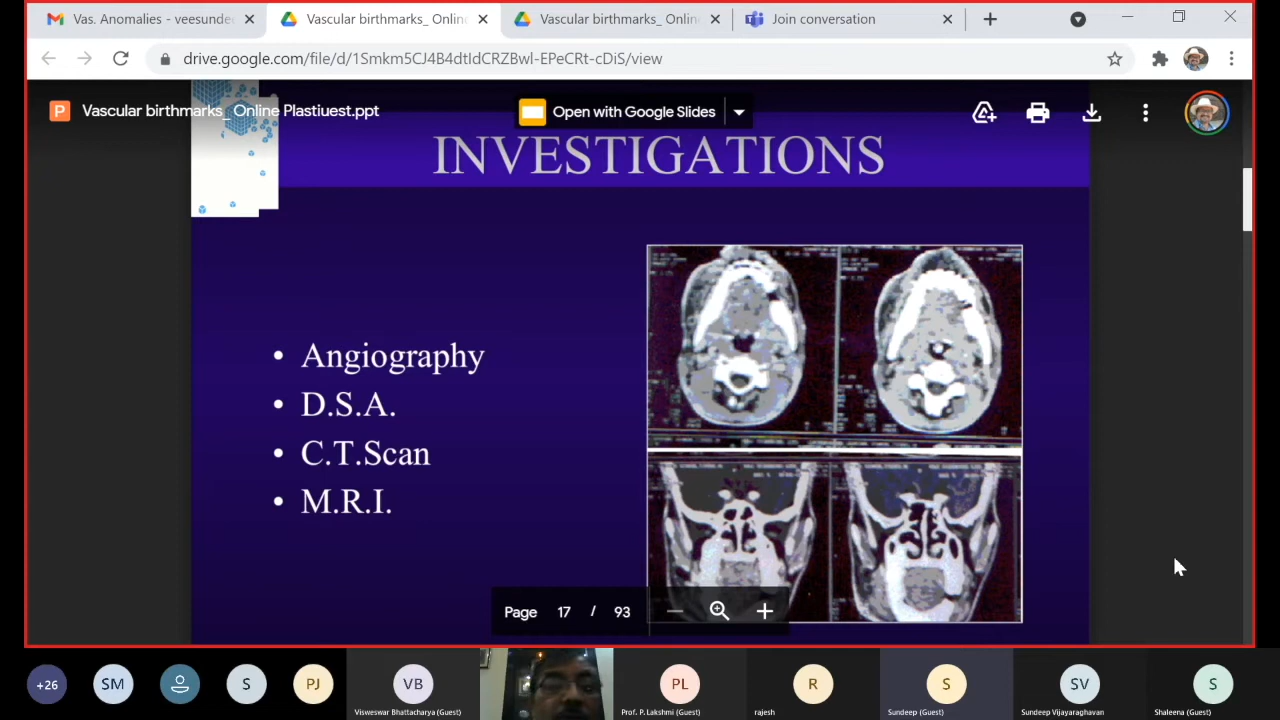 Vas. Anomalies - veesunde
Vascular birthmarks_ Onlin
Vascular birthmarks_ Onlin
Join conversation
drive.google.com/file/d/1Smkm5CJ4B4dtIdCRZBwl-EPeCRt-cDiS/view
P
Vascular birthmarks_ Online Plastiuest.ppt
Open with Google Slides
INVESTIGATIONS
• Angiography
• D.S.A.
• C.T.Scan
• M.R.I.
Page 17 / 93
+26
SM
S
PJ
VB
PL
R
S
SV
S
Visweswar Bhattacharya (Guest)
Prof. P. Lakshmi (Guest)
rajesh
Sundeep (Guest)
Sundeep Vijayaraghavan
Shaleena (Guest)